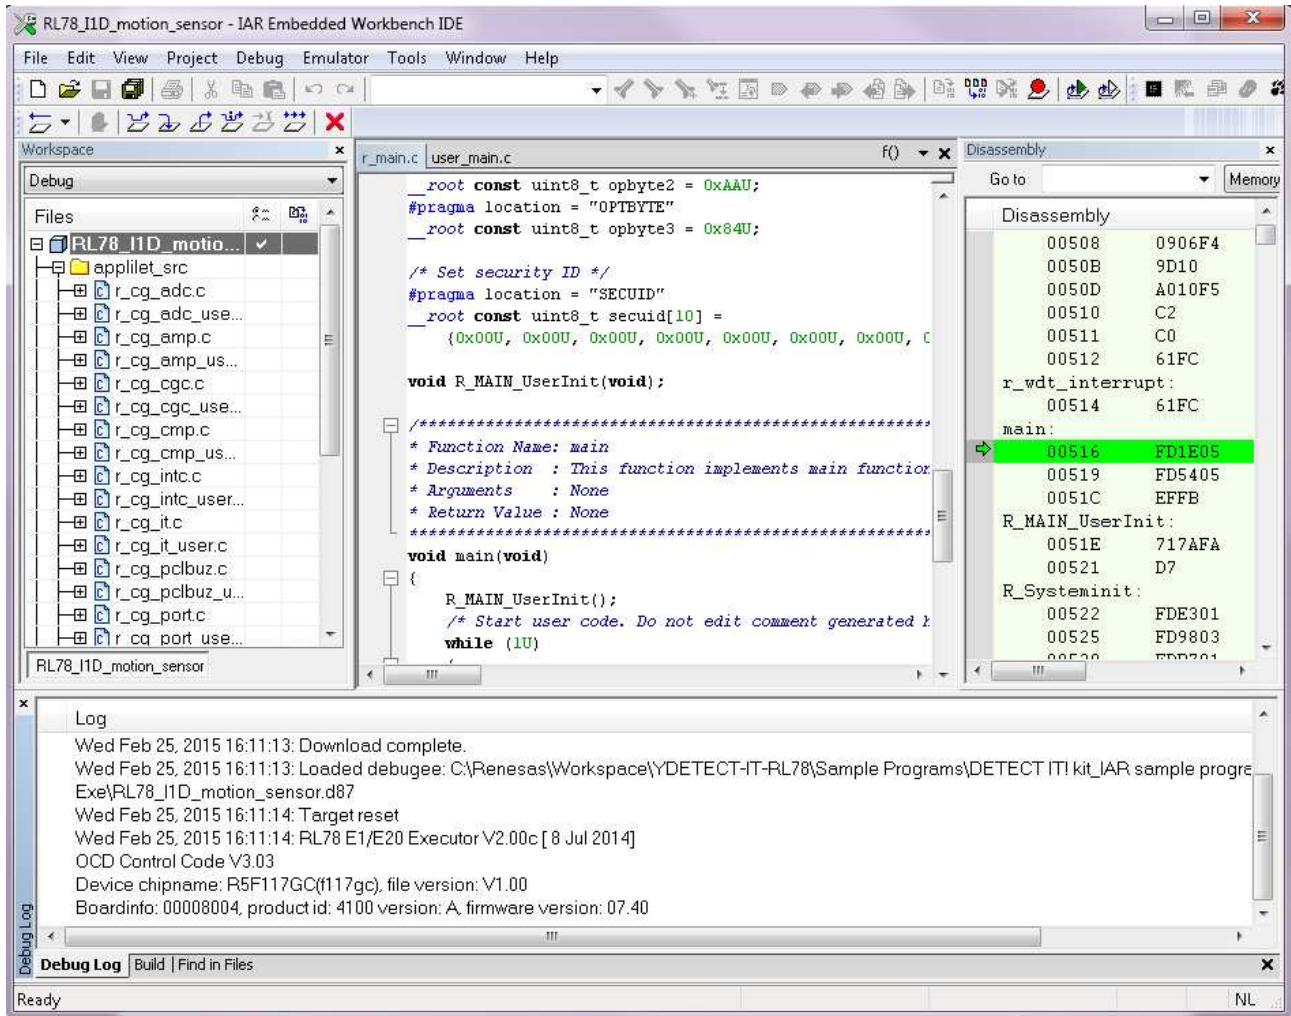 RL78_I1D_motion_sensor - IAR Embedded Workbench IDE
File Edit View Project Debug Emulator Tools Window Help
Workspace
Debug
Files
RL78_I1D_motio...
applilet_src
r_cg_adc.c
r_cg_adc_use...
r_cg_amp.c
r_cg_amp_us...
r_cg_cgc.c
r_cg_cgc_use...
r_cg_cmp.c
r_cg_cmp_us...
r_cg_intc.c
r_cg_intc_user...
r_cg_it.c
r_cg_it_user.c
r_cg_pclbuz.c
r_cg_pclbuz_u...
r_cg_port.c
r_cg_port_use...
RL78_I1D_motion_sensor
r_main.c user_main.c f()
__root const uint8_t opbyte2 = 0xAAU;
#pragma location = "OPTBYTE"
__root const uint8_t opbyte3 = 0x84U;
/* Set security ID */
#pragma location = "SECUID"
__root const uint8_t secuid[10] =
{0x00U, 0x00U, 0x00U, 0x00U, 0x00U, 0x00U, 0x00U, 0
void R_MAIN_UserInit(void);
/*******************************************************
* Function Name: main
* Description : This function implements main function
* Arguments : None
* Return Value : None
********************************************************
void main(void)
{
R_MAIN_UserInit();
/* Start user code. Do not edit comment generated h
while (1U)
{
Disassembly
Go to Memory
Disassembly
00508 0906F4
0050B 9D10
0050D A010F5
00510 C2
00511 C0
00512 61FC
r_wdt_interrupt:
00514 61FC
main:
00516 FD1E05
00519 FD5405
0051C EFFB
R_MAIN_UserInit:
0051E 717AFA
00521 D7
R_Systeminit:
00522 FDE301
00525 FD9803
Log
Wed Feb 25, 2015 16:11:13: Download complete.
Wed Feb 25, 2015 16:11:13: Loaded debugee: C:\Renesas\Workspace\YDETECT-IT-RL78\Sample Programs\DETECT IT! kit_IAR sample progre
Exe\RL78_I1D_motion_sensor.d87
Wed Feb 25, 2015 16:11:14: Target reset
Wed Feb 25, 2015 16:11:14: RL78 E1/E20 Executor V2.00c [ 8 Jul 2014]
OCD Control Code V3.03
Device chipname: R5F117GC(f117gc), file version: V1.00
Boardinfo: 00008004, product id: 4100 version: A, firmware version: 07.40
Debug Log
Debug Log Build Find in Files
Ready NL